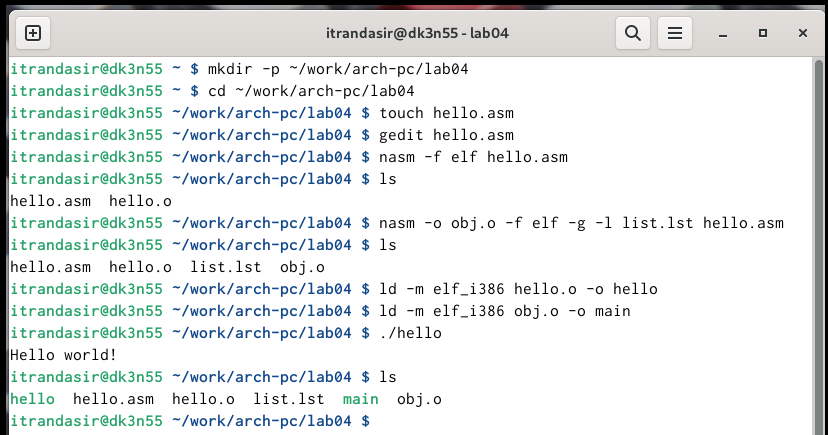 itrandasir@dk3n55 - lab04
itrandasir@dk3n55 ~ $ mkdir -p ~/work/arch-pc/lab04
itrandasir@dk3n55 ~ $ cd ~/work/arch-pc/lab04
itrandasir@dk3n55 ~/work/arch-pc/lab04 $ touch hello.asm
itrandasir@dk3n55 ~/work/arch-pc/lab04 $ gedit hello.asm
itrandasir@dk3n55 ~/work/arch-pc/lab04 $ nasm -f elf hello.asm
itrandasir@dk3n55 ~/work/arch-pc/lab04 $ ls
hello.asm  hello.o
itrandasir@dk3n55 ~/work/arch-pc/lab04 $ nasm -o obj.o -f elf -g -l list.lst hello.asm
itrandasir@dk3n55 ~/work/arch-pc/lab04 $ ls
hello.asm  hello.o  list.lst  obj.o
itrandasir@dk3n55 ~/work/arch-pc/lab04 $ ld -m elf_i386 hello.o -o hello
itrandasir@dk3n55 ~/work/arch-pc/lab04 $ ld -m elf_i386 obj.o -o main
itrandasir@dk3n55 ~/work/arch-pc/lab04 $ ./hello
Hello world!
itrandasir@dk3n55 ~/work/arch-pc/lab04 $ ls
hello  hello.asm  hello.o  list.lst  main  obj.o
itrandasir@dk3n55 ~/work/arch-pc/lab04 $